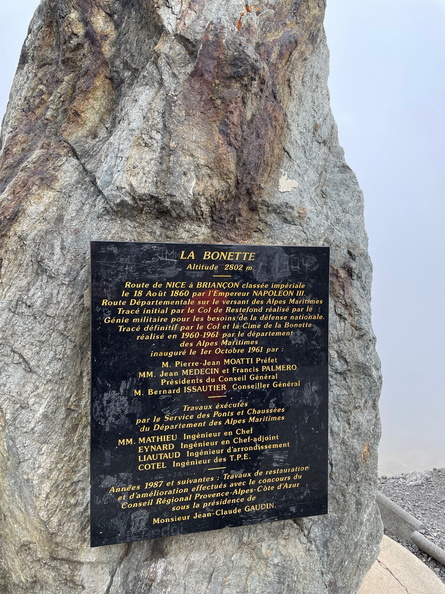 LA BONETTE
Altitude 2802 m.
Route de NICE à BRIANÇON classée impériale
le 18 Août 1860 par l'Empereur NAPOLEON III
Route Départementale sur le versant des Alpes Maritimes
Tracé initial par le Col de Restefond réalisé par le
Génie militaire pour les besoins de la défense nationale.
Tracé définitif par le Col et la Cime de la Bonette
réalisé en 1960-1961 par le département
des Alpes Maritimes
inauguré le 1er Octobre 1961 par :
M. Pierre-Jean MOATTI Préfet
MM. Jean MEDECIN et Francis PALMERO
Présidents du Conseil Général
M. Bernard ISSAUTIER Conseiller Général
Travaux éxécutés
par le Service des Ponts et Chaussées
du Département des Alpes Maritimes
MM. MATHIEU Ingénieur en Chef
EYNARD Ingénieur en Chef-adjoint
LIAUTAUD Ingénieur d'arrondissement
COTEL Ingénieur des T.P.E.
Années 1987 et suivantes : Travaux de restauration
et d'amélioration effectués avec le concours du
Conseil Régional Provence-Alpes-Côte d'Azur
sous la présidence de
Monsieur Jean-Claude GAUDIN.